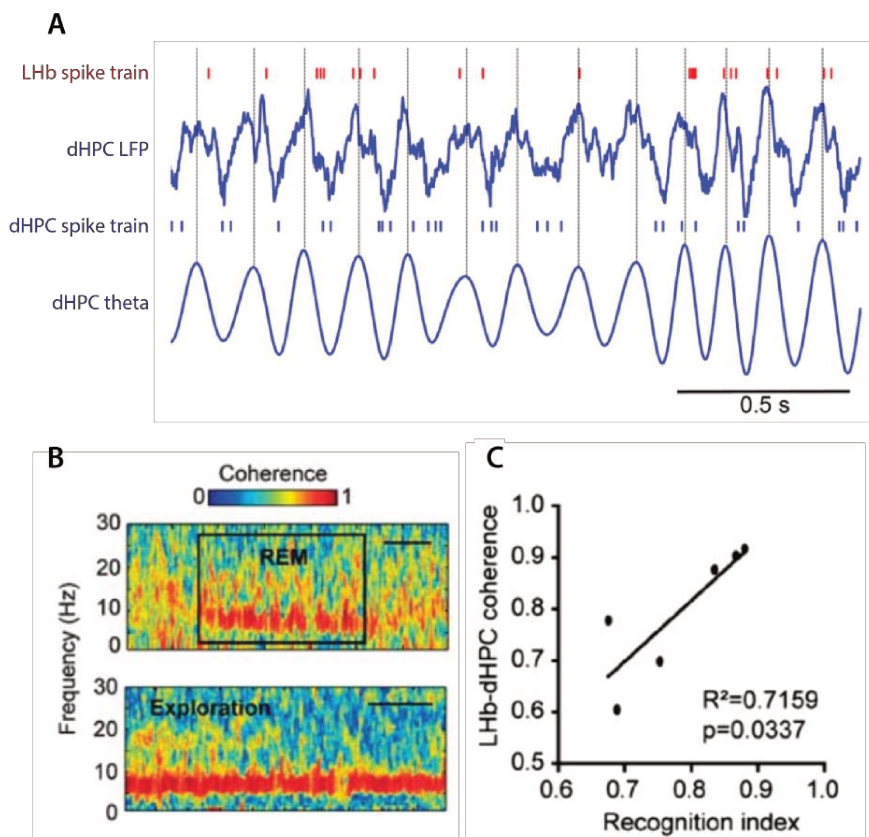 A
LHb spike train
dHPC LFP
dHPC spike train
dHPC theta
0.5 s
B
Coherence
0 1
30
20
10
0
REM
Frequency (Hz)
30
20
10
0
Exploration
C
LHb-dHPC coherence
1.0
0.9
0.8
0.7
0.6
0.5
R²=0.7159
p=0.0337
0.6 0.7 0.8 0.9 1.0
Recognition index